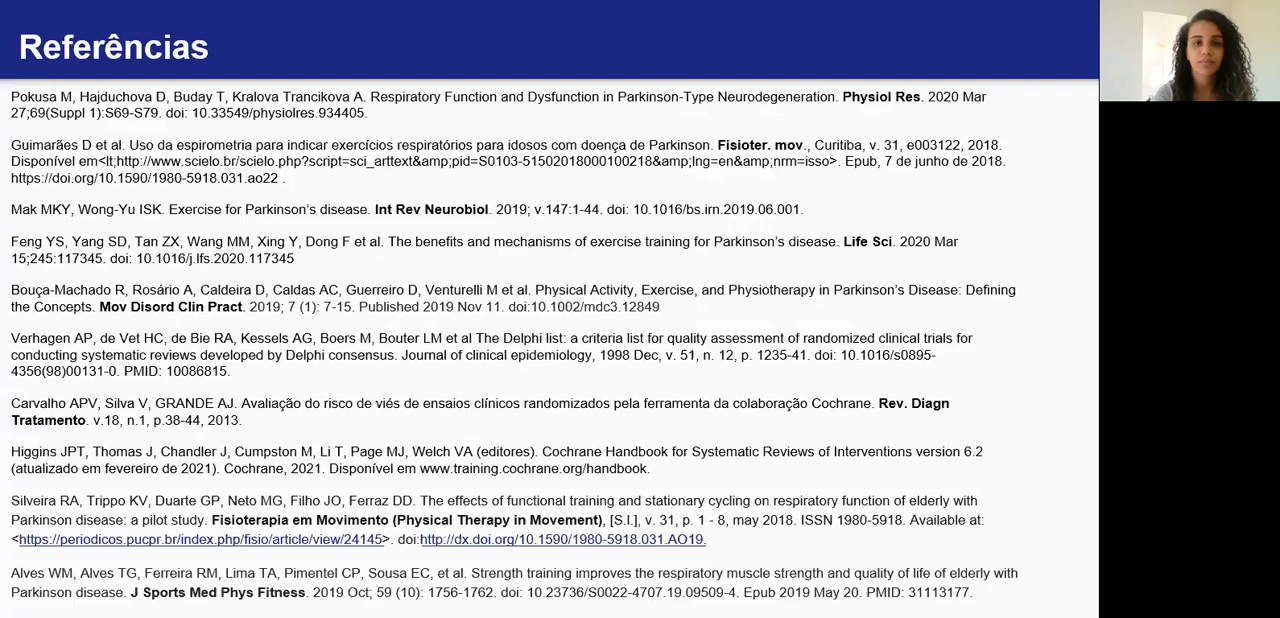 Referências
Pokusa M, Hajduchova D, Buday T, Kralova Trancikova A. Respiratory Function and Dysfunction in Parkinson-Type Neurodegeneration. Physiol Res. 2020 Mar
27;69(Suppl 1):S69-S79. doi: 10.33549/physiolres.934405.
Guimarães D et al. Uso da espirometria para indicar exercícios respiratórios para idosos com doença de Parkinson. Fisioter. mov., Curitiba, v. 31, e003122, 2018.
Disponível em<lt;http://www.scielo.br/scielo.php?script=sci_arttext&amp;pid=S0103-51502018000100218&amp;lng=en&amp;nrm=isso>. Epub, 7 de junho de 2018.
https://doi.org/10.1590/1980-5918.031.ao22 .
Mak MKY, Wong-Yu ISK. Exercise for Parkinson's disease. Int Rev Neurobiol. 2019; v.147:1-44. doi: 10.1016/bs.irn.2019.06.001.
Feng YS, Yang SD, Tan ZX, Wang MM, Xing Y, Dong F et al. The benefits and mechanisms of exercise training for Parkinson's disease. Life Sci. 2020 Mar
15;245:117345. doi: 10.1016/j.lfs.2020.117345
Bouça-Machado R, Rosário A, Caldeira D, Caldas AC, Guerreiro D, Venturelli M et al. Physical Activity, Exercise, and Physiotherapy in Parkinson's Disease: Defining
the Concepts. Mov Disord Clin Pract. 2019; 7 (1): 7-15. Published 2019 Nov 11. doi:10.1002/mdc3.12849
Verhagen AP, de Vet HC, de Bie RA, Kessels AG, Boers M, Bouter LM et al The Delphi list: a criteria list for quality assessment of randomized clinical trials for
conducting systematic reviews developed by Delphi consensus. Journal of clinical epidemiology, 1998 Dec, v. 51, n. 12, p. 1235-41. doi: 10.1016/s0895-
4356(98)00131-0. PMID: 10086815.
Carvalho APV, Silva V, GRANDE AJ. Avaliação do risco de viés de ensaios clínicos randomizados pela ferramenta da colaboração Cochrane. Rev. Diagn
Tratamento. v.18, n.1, p.38-44, 2013.
Higgins JPT, Thomas J, Chandler J, Cumpston M, Li T, Page MJ, Welch VA (editores). Cochrane Handbook for Systematic Reviews of Interventions version 6.2
(atualizado em fevereiro de 2021). Cochrane, 2021. Disponível em www.training.cochrane.org/handbook.
Silveira RA, Trippo KV, Duarte GP, Neto MG, Filho JO, Ferraz DD. The effects of functional training and stationary cycling on respiratory function of elderly with
Parkinson disease: a pilot study. Fisioterapia em Movimento (Physical Therapy in Movement), [S.l.], v. 31, p. 1 - 8, may 2018. ISSN 1980-5918. Available at:
<https://periodicos.pucpr.br/index.php/fisio/article/view/24145>. doi:http://dx.doi.org/10.1590/1980-5918.031.AO19.
Alves WM, Alves TG, Ferreira RM, Lima TA, Pimentel CP, Sousa EC, et al. Strength training improves the respiratory muscle strength and quality of life of elderly with
Parkinson disease. J Sports Med Phys Fitness. 2019 Oct; 59 (10): 1756-1762. doi: 10.23736/S0022-4707.19.09509-4. Epub 2019 May 20. PMID: 31113177.